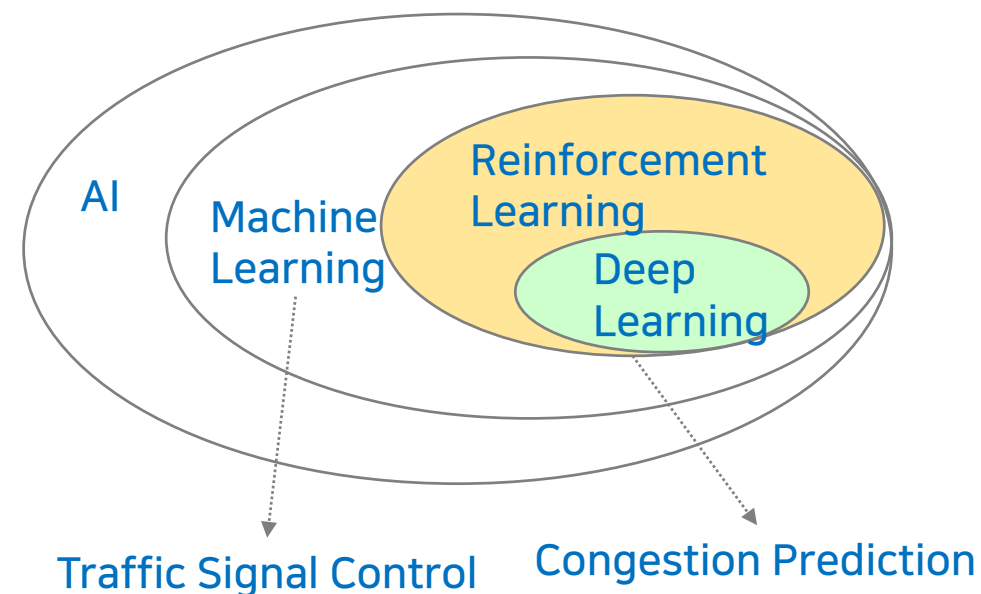 AI
Machine
Learning
Reinforcement
Learning
Deep
Learning
Traffic Signal Control
Congestion Prediction